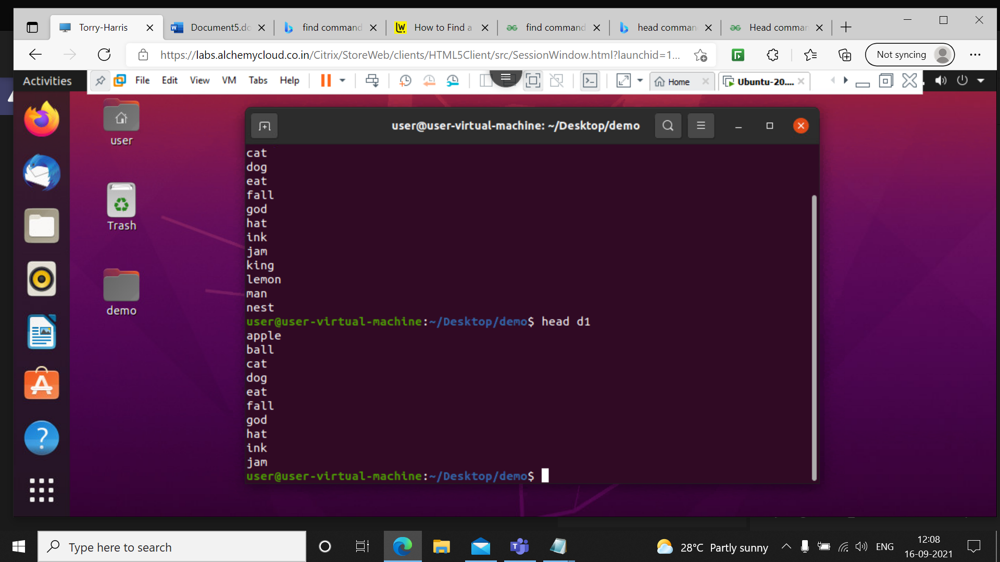 Torry-Harris
Document5.do
find command
How to Find a
find command
head comman
Head comman
https://labs.alchemycloud.co.in/Citrix/StoreWeb/clients/HTML5Client/src/SessionWindow.html?launchid=1...
Not syncing
Activities
File Edit View VM Tabs Help
Home
Ubuntu-20....
user
Trash
demo
user@user-virtual-machine: ~/Desktop/demo
cat
dog
eat
fall
god
hat
ink
jam
king
lemon
man
nest
user@user-virtual-machine:~/Desktop/demo$ head d1
apple
ball
cat
dog
eat
fall
god
hat
ink
jam
user@user-virtual-machine:~/Desktop/demo$
Type here to search
28°C Partly sunny
ENG
12:08
16-09-2021